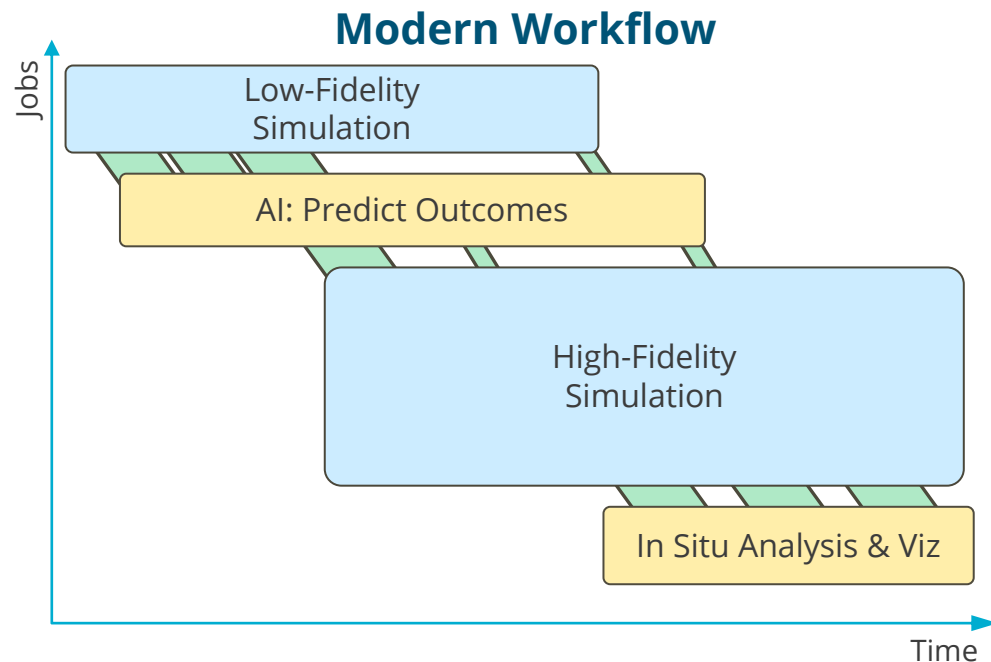 Modern Workflow
Jobs
Low-Fidelity
Simulation
AI: Predict Outcomes
High-Fidelity
Simulation
In Situ Analysis & Viz
Time